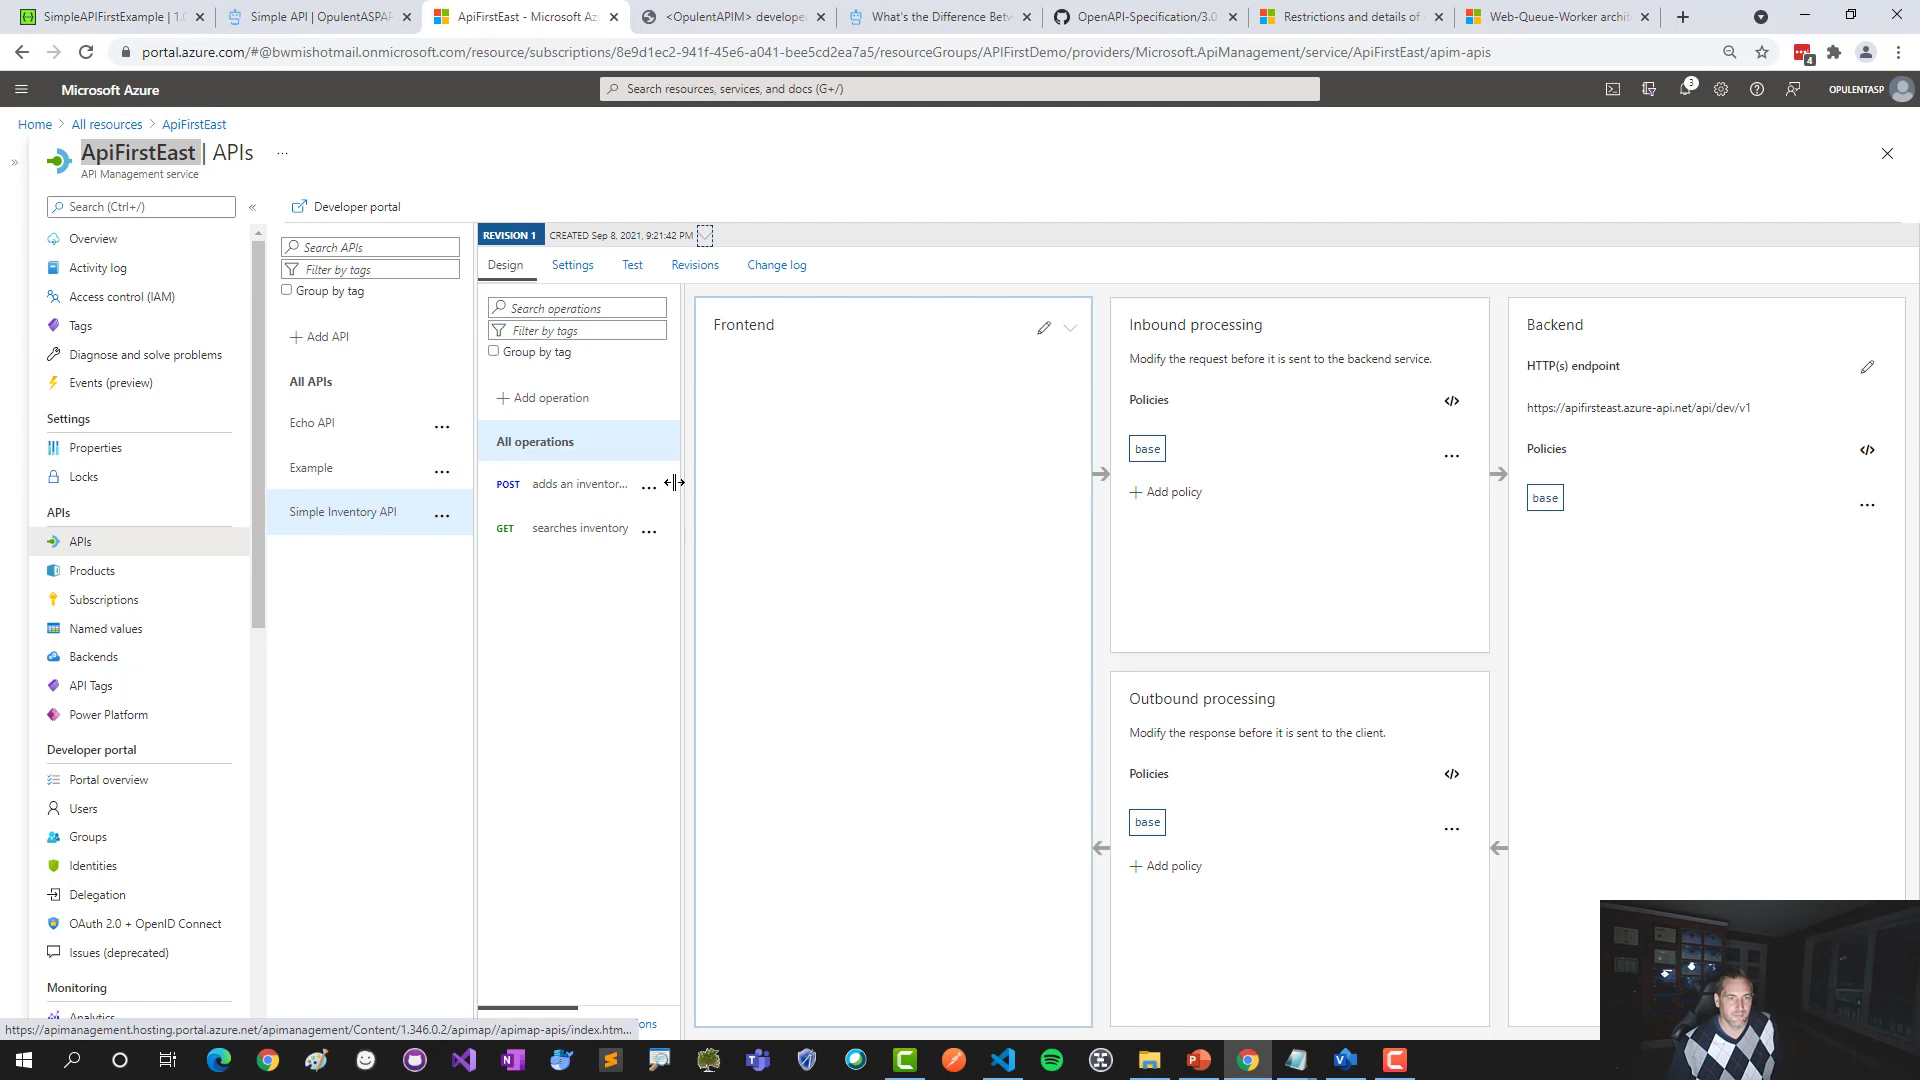 SimpleAPIFirstExample | 1.0
Simple API | OpulentASPAP
ApiFirstEast - Microsoft Azu
<OpulentAPIM> develope
What's the Difference Betw
OpenAPI-Specification/3.0
Restrictions and details of
Web-Queue-Worker archit
portal.azure.com/#@bwmishotmail.onmicrosoft.com/resource/subscriptions/8e9d1ec2-941f-45e6-a041-bee5cd2ea7a5/resourceGroups/APIFirstDemo/providers/Microsoft.ApiManagement/service/ApiFirstEast/apim-apis
4
Microsoft Azure
Search resources, services, and docs (G+/)
3
OPULENTASP
Home > All resources > ApiFirstEast
ApiFirstEast | APIs ...
API Management service
Search (Ctrl+/)
«
»
Overview
Activity log
Access control (IAM)
Tags
Diagnose and solve problems
Events (preview)
Settings
Properties
Locks
APIs
APIs
Products
Subscriptions
Named values
Backends
API Tags
Power Platform
Developer portal
Portal overview
Users
Groups
Identities
Delegation
OAuth 2.0 + OpenID Connect
Issues (deprecated)
Monitoring
Analytics
Developer portal
Search APIs
Filter by tags
Group by tag
+ Add API
All APIs
Echo API ...
Example ...
Simple Inventory API ...
REVISION 1 CREATED Sep 8, 2021, 9:21:42 PM
Design Settings Test Revisions Change log
Search operations
Filter by tags
Group by tag
+ Add operation
All operations
POST adds an inventor... ...
GET searches inventory ...
ons
Frontend
Inbound processing
Modify the request before it is sent to the backend service.
Policies </>
base ...
+ Add policy
Outbound processing
Modify the response before it is sent to the client.
Policies </>
base ...
+ Add policy
Backend
HTTP(s) endpoint
https://apifirsteast.azure-api.net/api/dev/v1
Policies </>
base ...
https://apimanagement.hosting.portal.azure.net/apimanagement/Content/1.346.0.2/apimap//apimap-apis/index.htm...